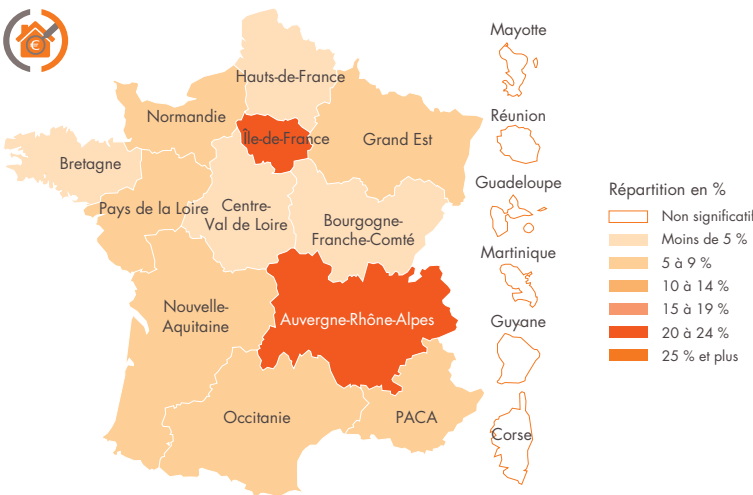 €
Mayotte
Hauts-de-France
Normandie
Réunion
Île-de-France
Grand Est
Bretagne
Guadeloupe
Répartition en %
Pays de la Loire
Centre-
Val de Loire
Bourgogne-
Franche-Comté
Non significatif
Moins de 5 %
Martinique
5 à 9 %
10 à 14 %
Nouvelle-
Aquitaine
Auvergne-Rhône-Alpes
15 à 19 %
Guyane
20 à 24 %
25 % et plus
Occitanie
PACA
Corse